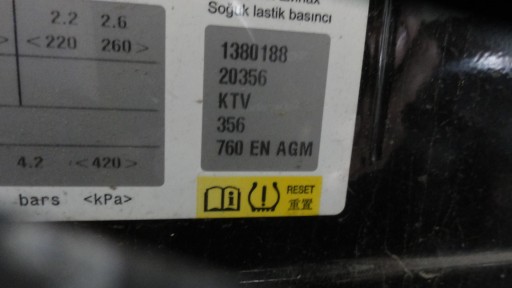 Soğuk lastik basıncı
2.2 2.6
<220 260>
4.2 <420>
bars <kPa>
1380188
20356
KTV
356
760 EN AGM
RESET
重置